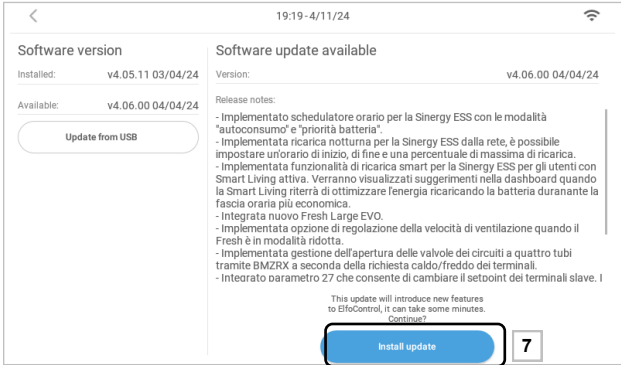 19:19-4/11/24
Software version
Installed: v4.05.11 03/04/24
Available: v4.06.00 04/04/24
Update from USB
Software update available
Version: v4.06.00 04/04/24
Release notes:
- Implementato schedulatore orario per la Sinergy ESS con le modalità
"autoconsumo" e "priorità batteria".
- Implementata ricarica notturna per la Sinergy ESS dalla rete, è possibile
impostare un'orario di inizio, di fine e una percentuale di massima di ricarica.
- Implementata funzionalità di ricarica smart per la Sinergy ESS per gli utenti con
Smart Living attiva. Verranno visualizzati suggerimenti nella dashboard quando
la Smart Living riterrà di ottimizzare l'energia ricaricando la batteria duranante la
fascia oraria più economica.
- Integrata nuovo Fresh Large EVO.
- Implementata opzione di regolazione della velocità di ventilazione quando il
Fresh è in modalità ridotta.
- Implementata gestione dell'apertura delle valvole dei circuiti a quattro tubi
tramite BMZRX a seconda della richiesta caldo/freddo dei terminali.
- Integrato parametro 27 che consente di cambiare il setpoint dei terminali slave. I
This update will introduce new features
to ElfoControl, it can take some minutes.
Continue?
Install update
7